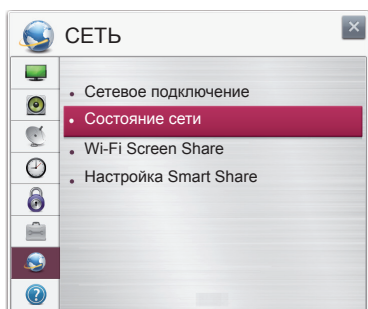 СЕТЬ
Сетевое подключение
Состояние сети
Wi-Fi Screen Share
Настройка Smart Share